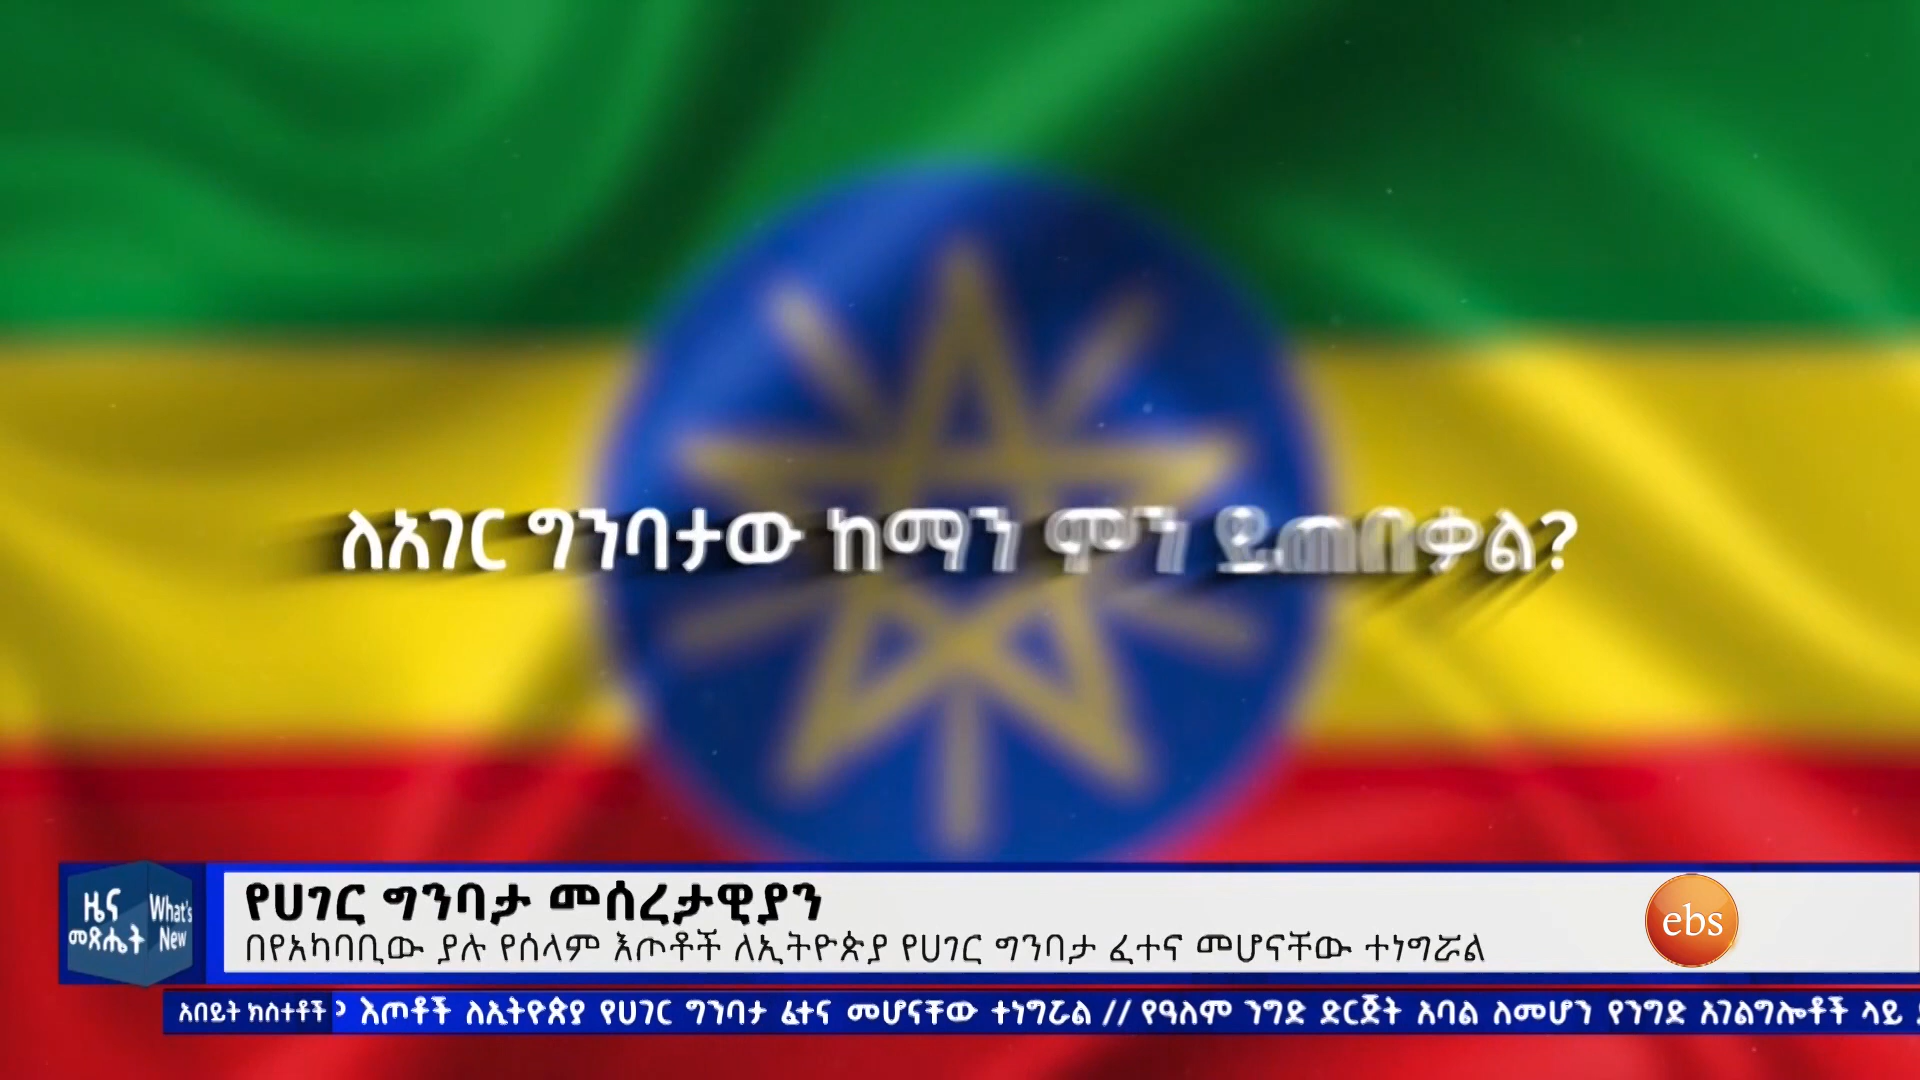 ለአገር ግንባታው ከማን ምን ይጠበቃል?
ዜና መጽሔት
What's New
የሀገር ግንባታ መሰረታዊያን
በየአካባቢው ያሉ የሰላም እጦቶች ለኢትዮጵያ የሀገር ግንባታ ፈተና መሆናቸው ተነግሯል
ebs
አበይት ክስተቶች
እጦቶች ለኢትዮጵያ የሀገር ግንባታ ፈተና መሆናቸው ተነግሯል // የዓለም ንግድ ድርጅት አባል ለመሆን የንግድ አገልግሎቶች ላይ